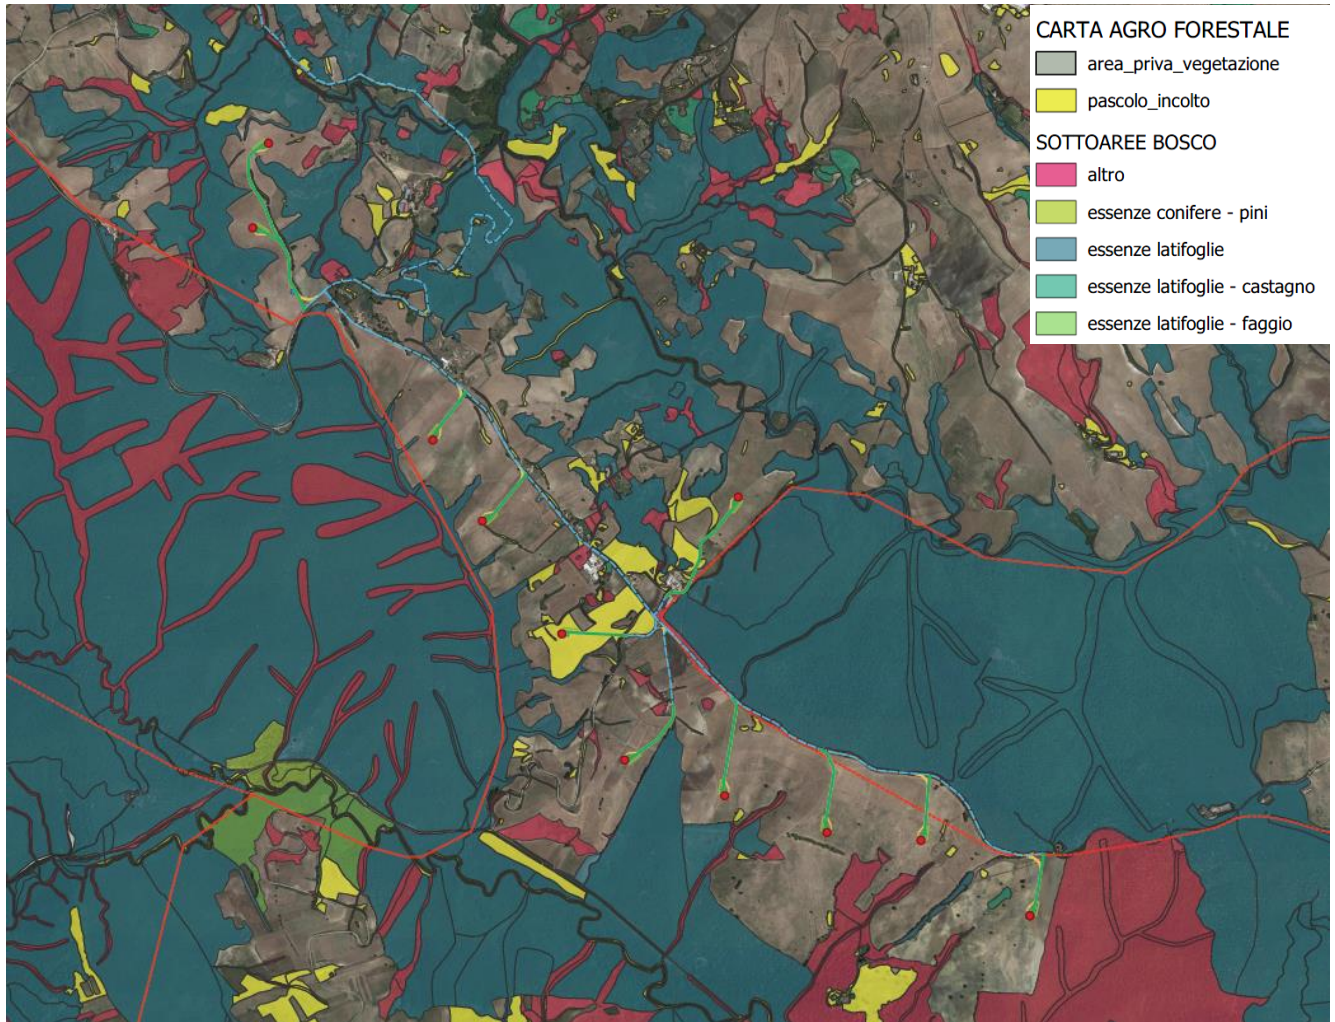 CARTA AGRO FORESTALE
area_priva_vegetazione
pascolo_incolto
SOTTOAREE BOSCO
altro
essenze conifere - pini
essenze latifoglie
essenze latifoglie - castagno
essenze latifoglie - faggio